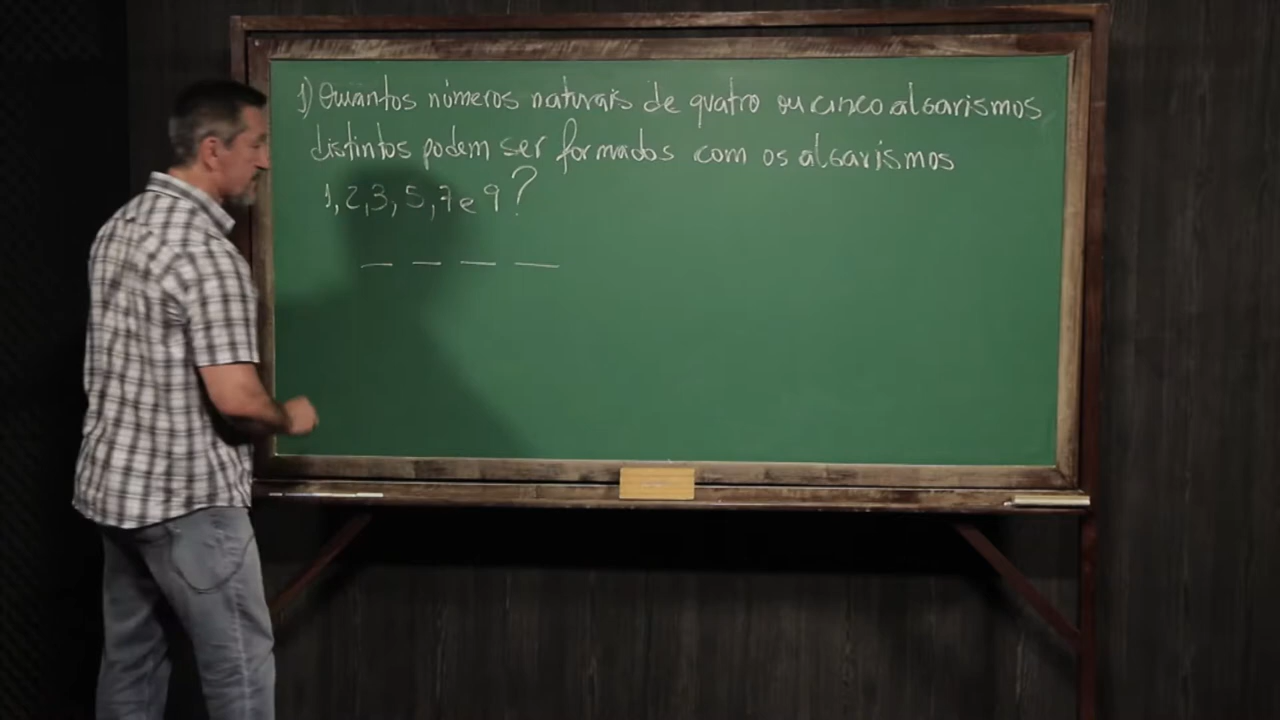 1) Quantos números naturais de quatro ou cinco algarismos
distintos podem ser formados com os algarismos
1, 2, 3, 5, 7 e 9?
_ _ _ _